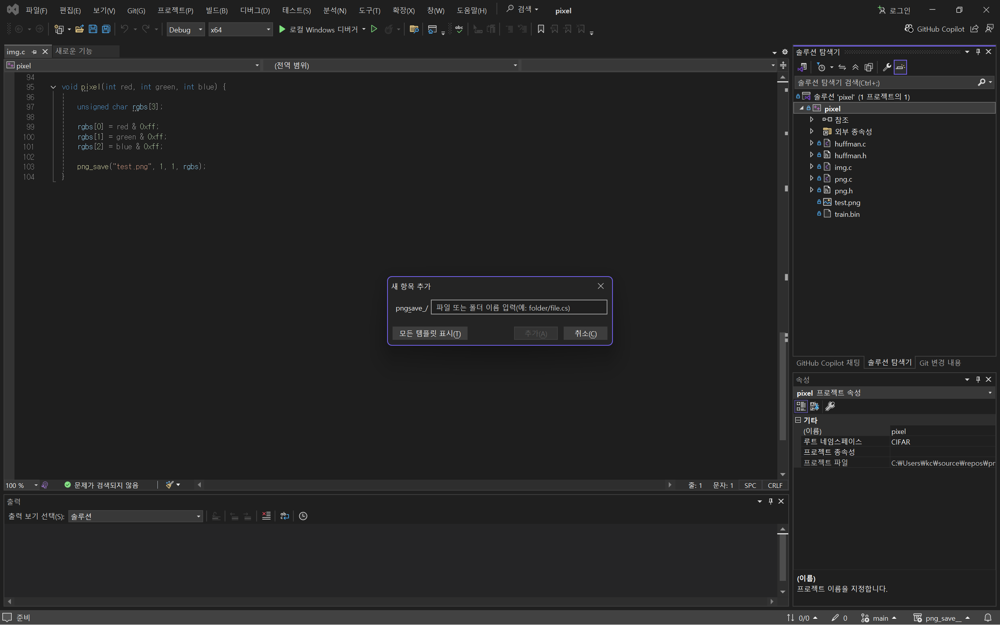 파일(F) 편집(E) 보기(V) Git(G) 프로젝트(P) 빌드(B) 디버그(D) 테스트(S) 분석(N) 도구(T) 확장(X) 창(W) 도움말(H) 검색 pixel 로그인
Debug x64 로컬 Windows 디버거 GitHub Copilot
img.c 새로운 기능
pixel (전역 범위)
94
95 void pixel(int red, int green, int blue) {
96
97 unsigned char rgbs[3];
98
99 rgbs[0] = red & 0xff;
100 rgbs[1] = green & 0xff;
101 rgbs[2] = blue & 0xff;
102
103 png_save("test.png", 1, 1, rgbs);
104 }
새 항목 추가
pngsave_/ 파일 또는 폴더 이름 입력(예: folder/file.cs)
모든 템플릿 표시(T) 추가(A) 취소(C)
100 % 문제가 검색되지 않음 줄: 1 문자: 1 SPC CRLF
출력
출력 보기 선택(S): 솔루션
솔루션 탐색기
솔루션 탐색기 검색(Ctrl+;)
솔루션 'pixel' (1 프로젝트의 1)
pixel
참조
외부 종속성
huffman.c
huffman.h
img.c
png.c
png.h
test.png
train.bin
GitHub Copilot 채팅 솔루션 탐색기 Git 변경 내용
속성
pixel 프로젝트 속성
기타
(이름) pixel
루트 네임스페이스 CIFAR
프로젝트 종속성
프로젝트 파일 C:₩Users₩kc₩source₩repos₩pr
(이름)
프로젝트 이름을 지정합니다.
준비 0/0 0 main png_save__